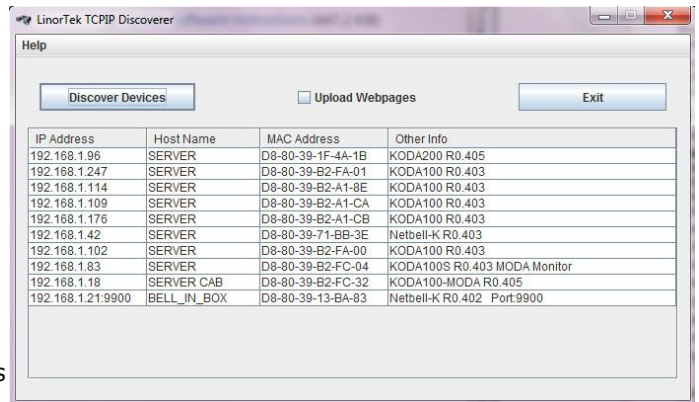 LinorTek TCPIP Discoverer
Help
Discover Devices Upload Webpages Exit
IP Address Host Name MAC Address Other Info
192.168.1.96 SERVER D8-80-39-1F-4A-1B KODA200 R0.405
192.168.1.247 SERVER D8-80-39-B2-FA-01 KODA100 R0.403
192.168.1.114 SERVER D8-80-39-B2-A1-8E KODA100 R0.403
192.168.1.109 SERVER D8-80-39-B2-A1-CA KODA100 R0.403
192.168.1.176 SERVER D8-80-39-B2-A1-CB KODA100 R0.403
192.168.1.42 SERVER D8-80-39-71-BB-3E Netbell-K R0.403
192.168.1.102 SERVER D8-80-39-B2-FA-00 KODA100 R0.403
192.168.1.83 SERVER D8-80-39-B2-FC-04 KODA100S R0.403 MODA Monitor
192.168.1.18 SERVER CAB D8-80-39-B2-FC-32 KODA100-MODA R0.405
192.168.1.21:9900 BELL_IN_BOX D8-80-39-13-BA-83 Netbell-K R0.402 Port:9900
s